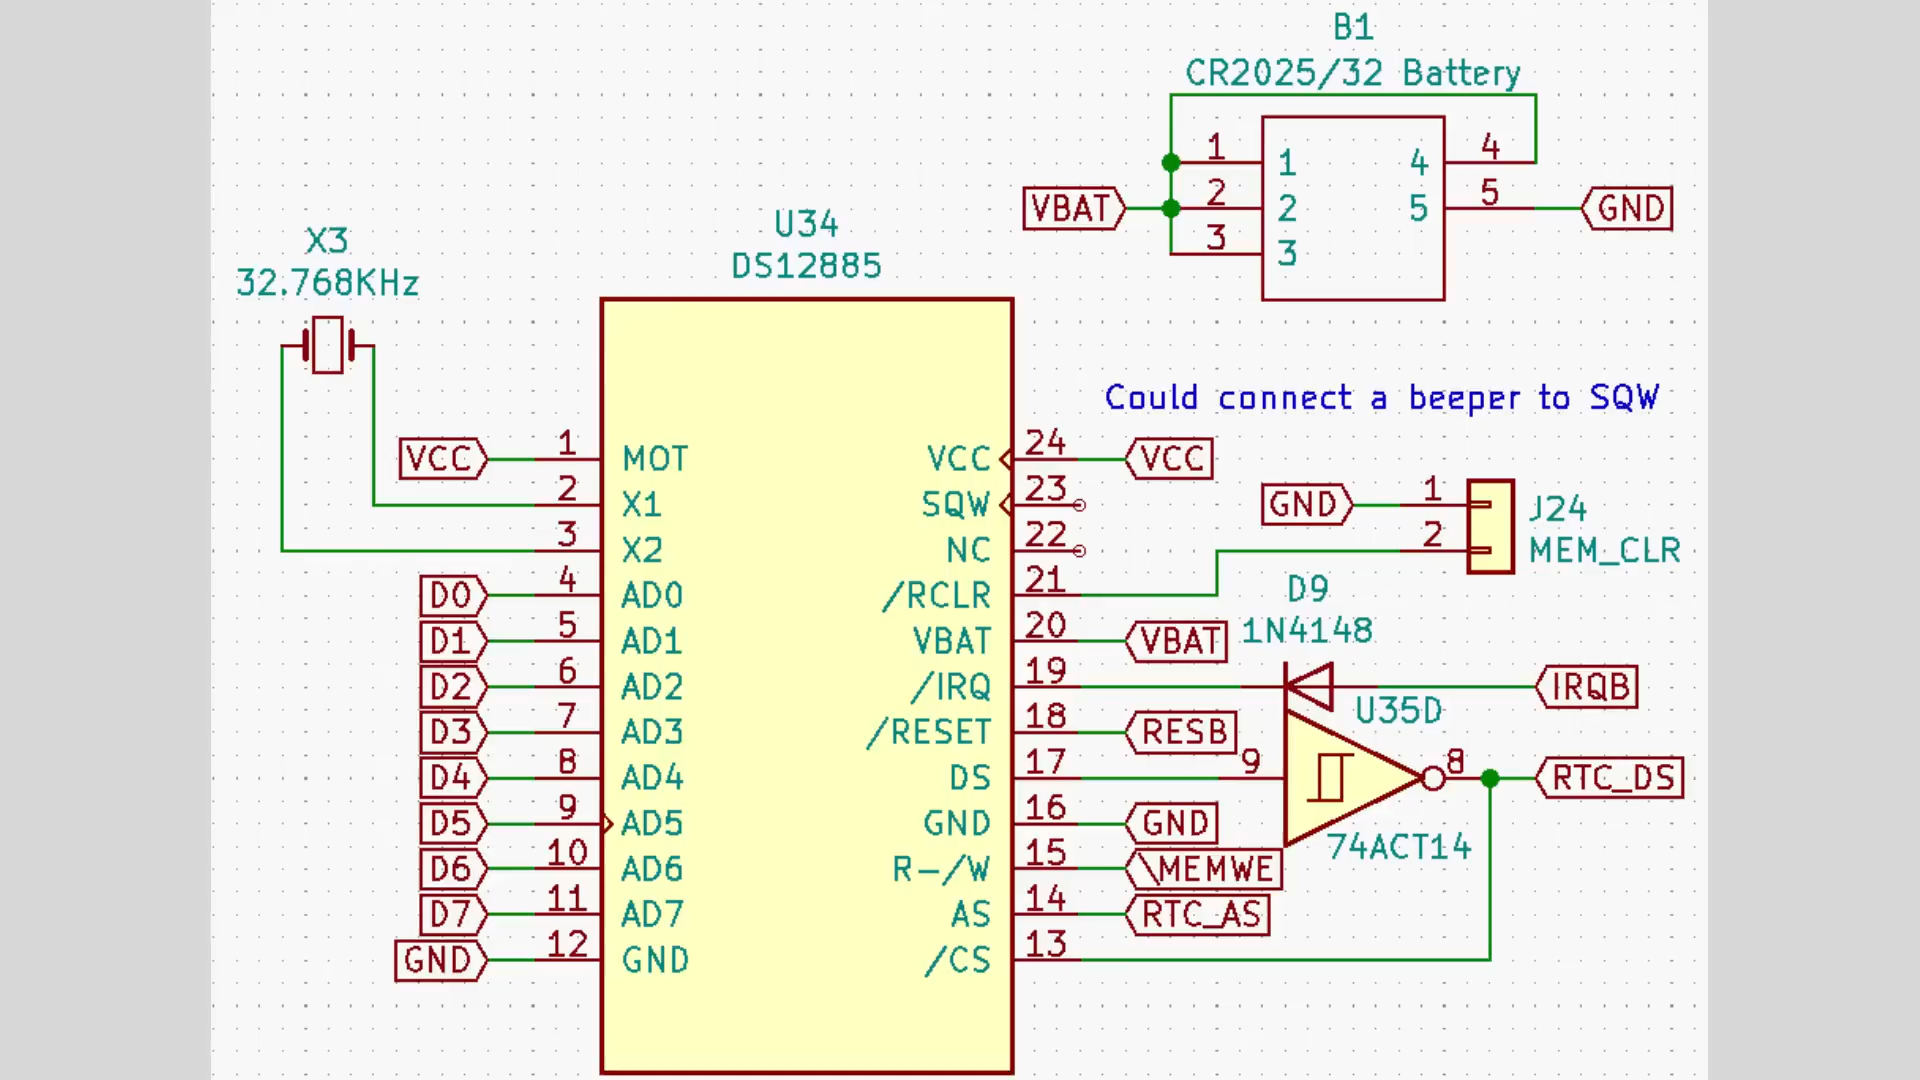 B1
CR2025/32 Battery
1 1 4 4
VBAT 2 2 5 5 GND
3 3
X3
32.768KHz
U34
DS12885
Could connect a beeper to SQW
VCC 1 MOT VCC 24 VCC
2 X1 SQW 23 GND 1 J24
3 X2 NC 22 2 MEM_CLR
D0 4 AD0 /RCLR 21 D9
D1 5 AD1 VBAT 20 VBAT 1N4148
D2 6 AD2 /IRQ 19 IRQB
U35D
D3 7 AD3 /RESET 18 RESB
D4 8 AD4 DS 17 9 8 RTC_DS
D5 9 AD5 GND 16 GND 74ACT14
D6 10 AD6 R-/W 15 \MEMWE
D7 11 AD7 AS 14 RTC_AS
GND 12 GND /CS 13